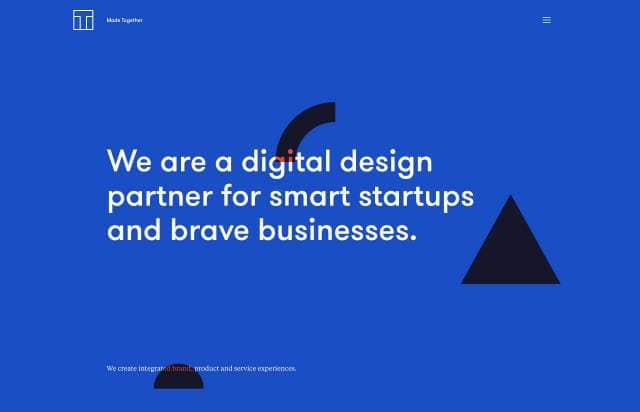 Made Together
We are a digital design
partner for smart startups
and brave businesses.
We create integrated brand, product and service experiences.